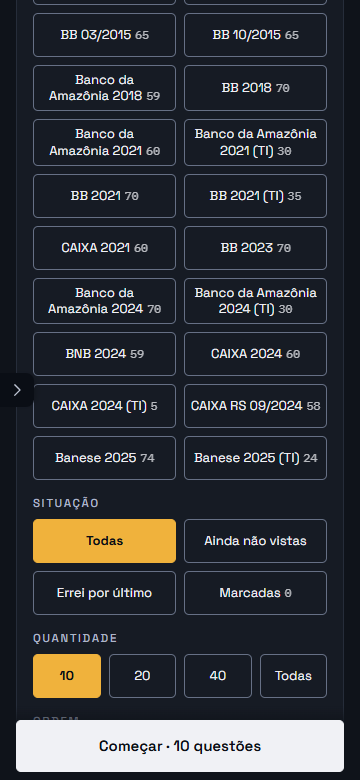 BB 03/2015 65
BB 10/2015 65
Banco da
Amazônia 2018 59
BB 2018 70
Banco da
Amazônia 2021 60
Banco da Amazônia
2021 (TI) 30
BB 2021 70
BB 2021 (TI) 35
CAIXA 2021 60
BB 2023 70
Banco da
Amazônia 2024 70
Banco da Amazônia
2024 (TI) 30
BNB 2024 59
CAIXA 2024 60
CAIXA 2024 (TI) 5
CAIXA RS 09/2024 58
Banese 2025 74
Banese 2025 (TI) 24
SITUAÇÃO
Todas
Ainda não vistas
Errei por último
Marcadas 0
QUANTIDADE
10
20
40
Todas
ORDEM
Começar · 10 questões